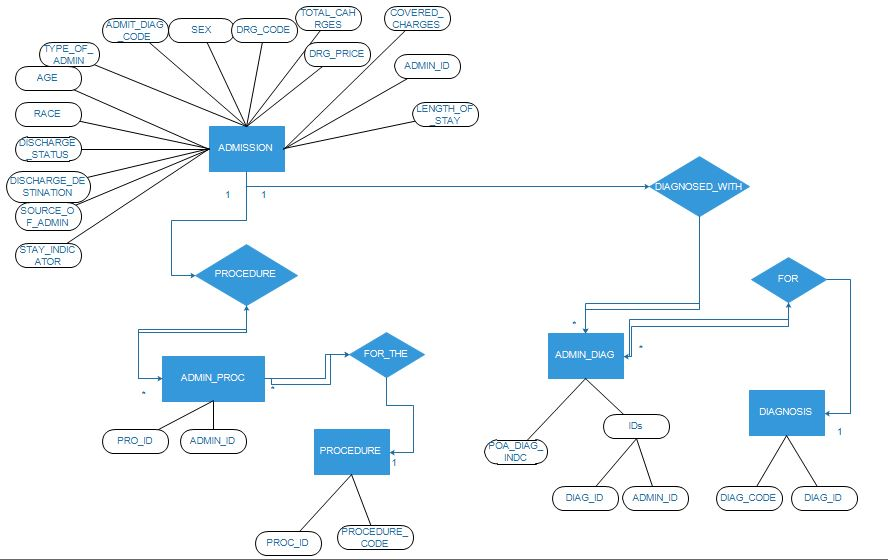 TOTAL_CAH
RGES
COVERED_
CHARGES
ADMIT_DIAG
_CODE
SEX
DRG_CODE
TYPE_OF_
ADMIN
DRG_PRICE
AGE
ADMIN_ID
RACE
LENGTH_OF
_STAY
DISCHARGE
_STATUS
ADMISSION
DISCHARGE_DE
STINATION
DIAGNOSED_WITH
1
1
SOURCE_O
F_ADMIN
STAY_INDIC
ATOR
PROCEDURE
FOR
*
*
ADMIN_DIAG
FOR_THE
ADMIN_PROC
*
*
DIAGNOSIS
1
PRO_ID
ADMIN_ID
IDs
PROCEDURE
1
POA_DIAG_
INDC
DIAG_ID
ADMIN_ID
DIAG_CODE
DIAG_ID
PROC_ID
PROCEDURE_
CODE